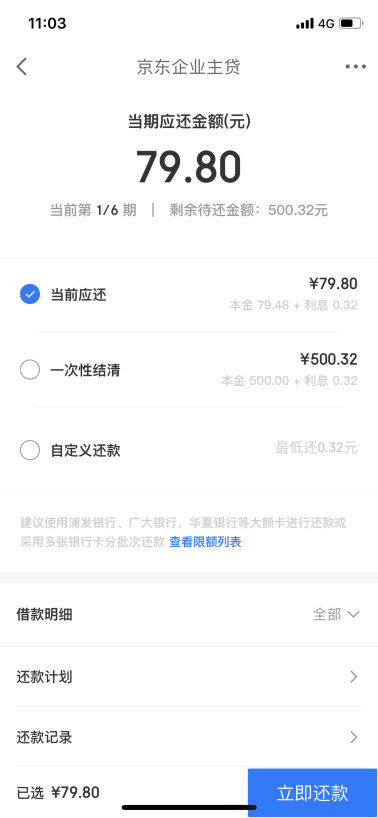 11:03
4G
京东企业主贷
当期应还金额(元)
79.80
当前第 1/6 期 | 剩余待还金额：500.32元
当前应还
¥79.80
本金 79.48 + 利息 0.32
一次性结清
¥500.32
本金 500.00 + 利息 0.32
自定义还款
最低还0.32元
建议使用浦发银行、广大银行、华夏银行等大额卡进行还款或
采用多张银行卡分批次还款 查看限额列表
借款明细
全部
还款计划
还款记录
已选 ¥79.80
立即还款